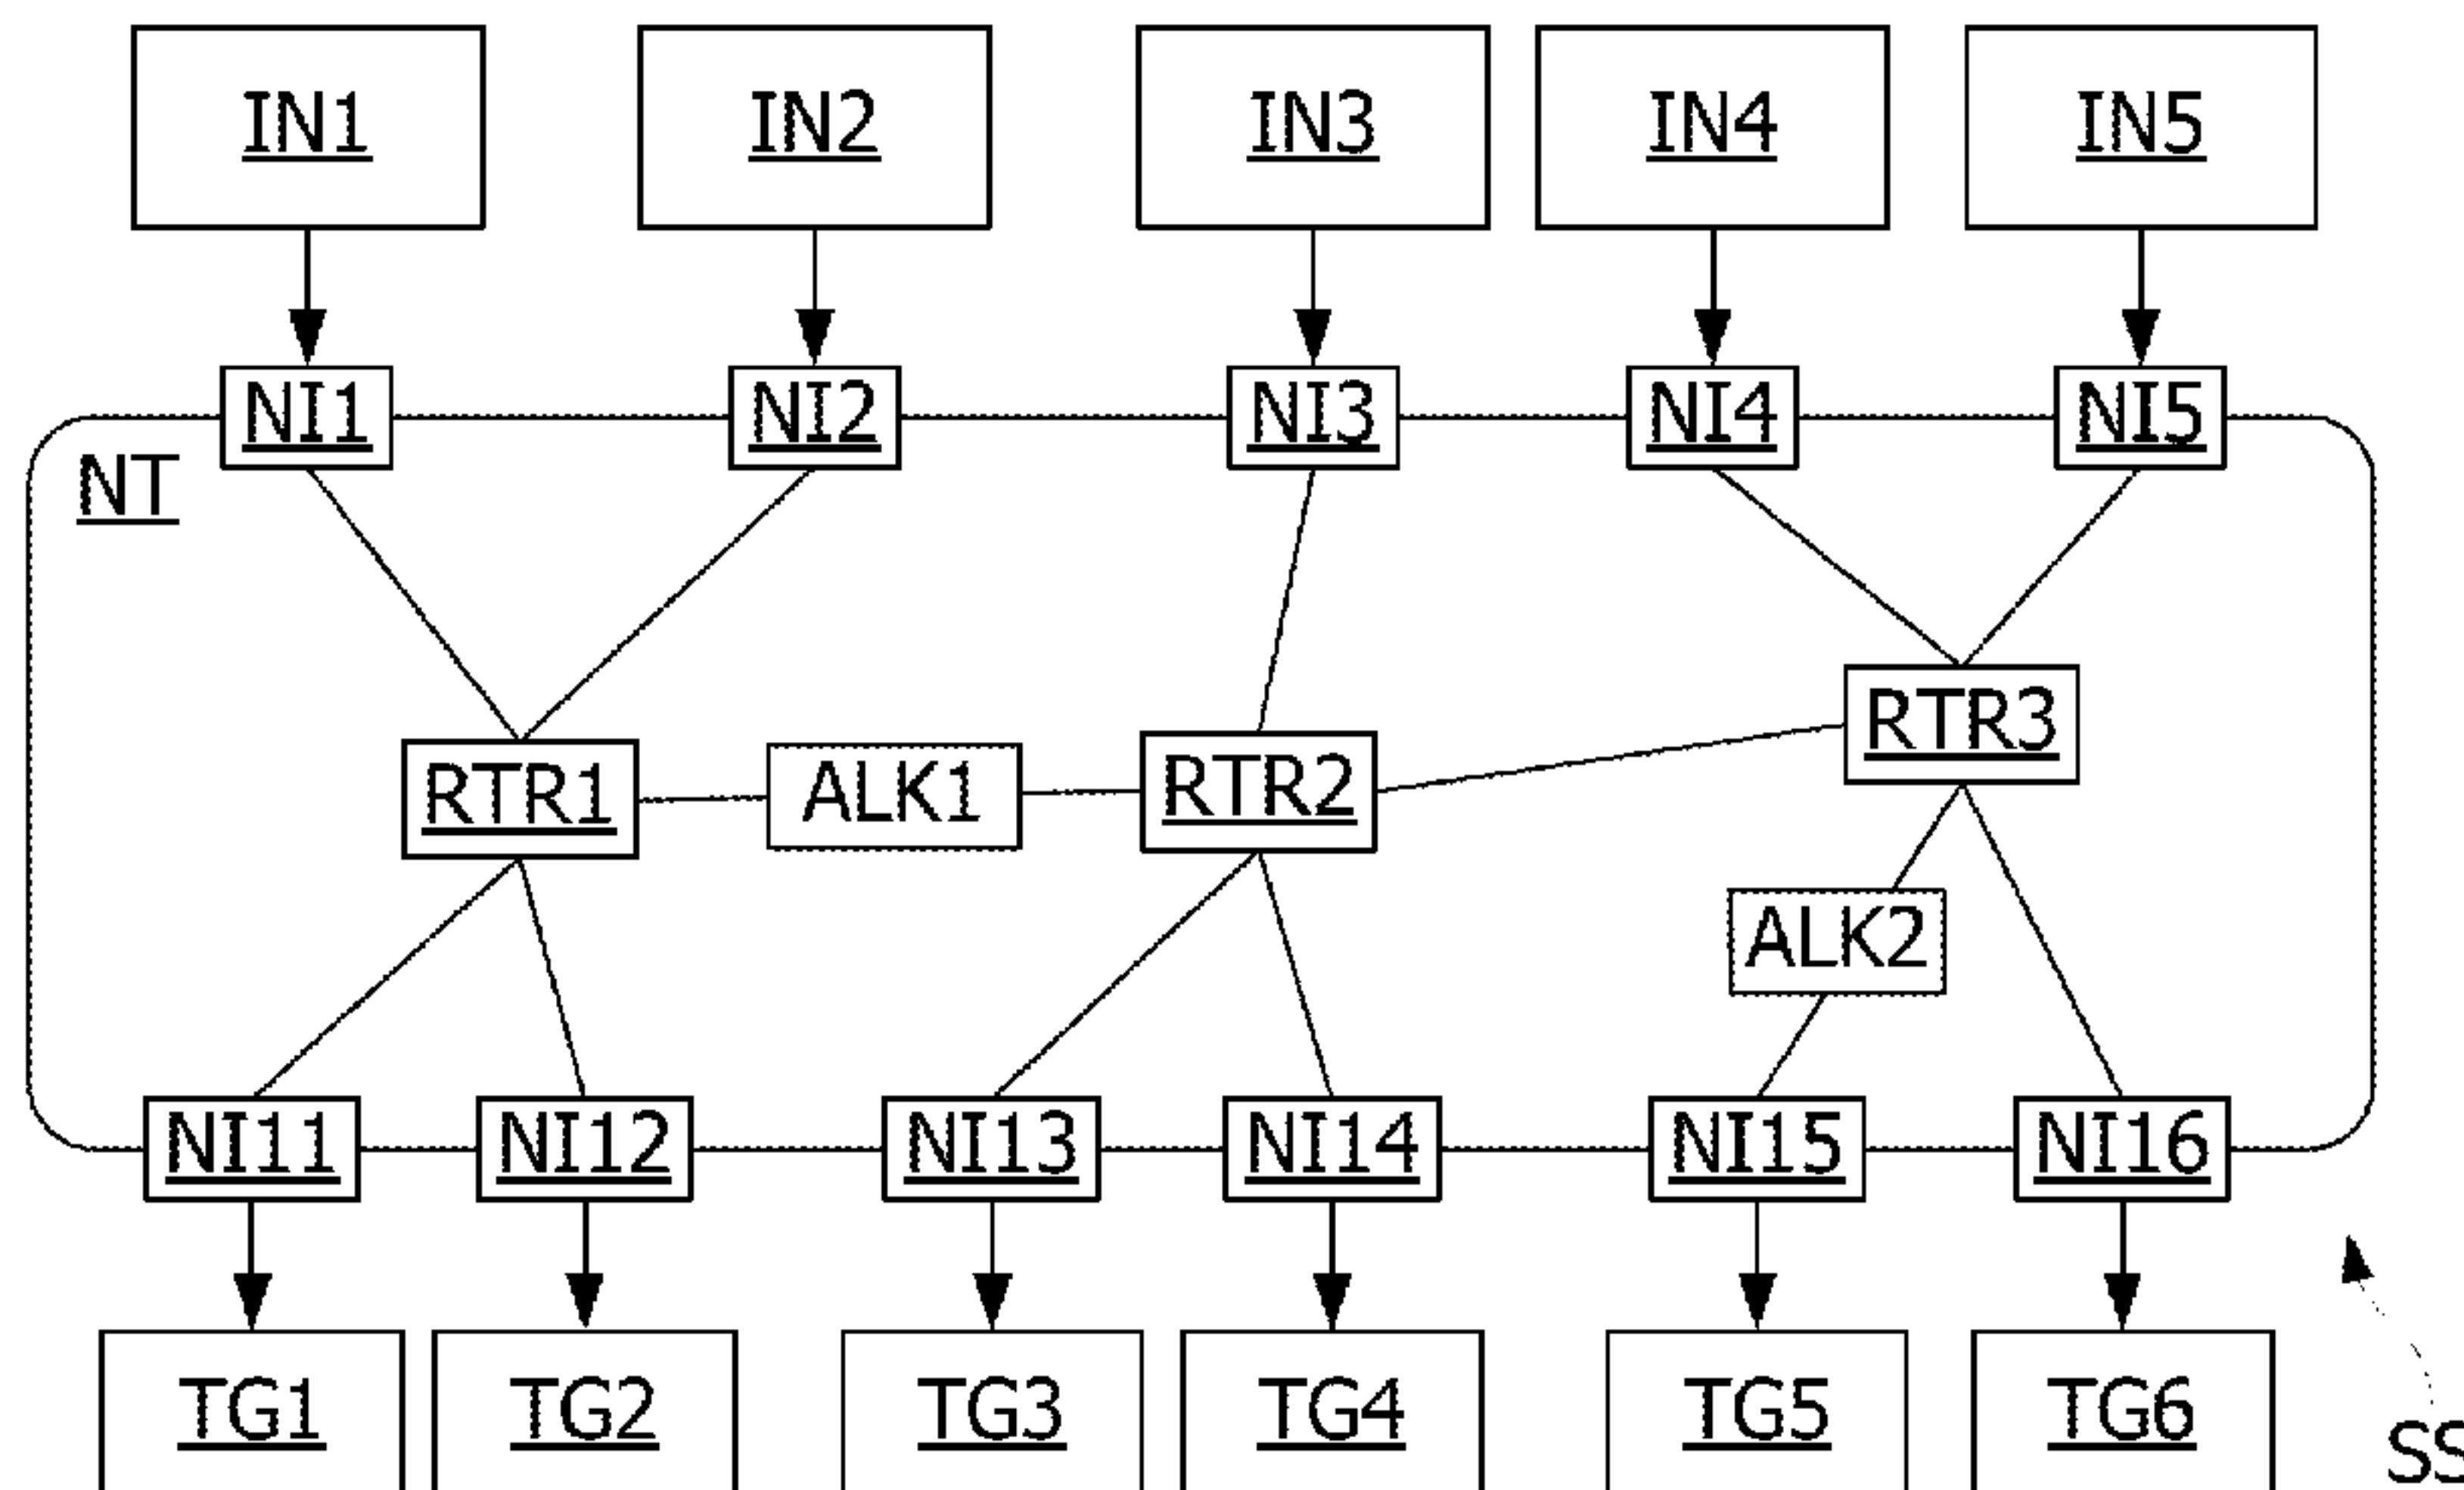 IN1 IN2 IN3 IN4 IN5
NI1 NI2 NI3 NI4 NI5
NT
RTR3
RTR1 ALK1 RTR2
ALK2
NI11 NI12 NI13 NI14 NI15 NI16
TG1 TG2 TG3 TG4 TG5 TG6
SS